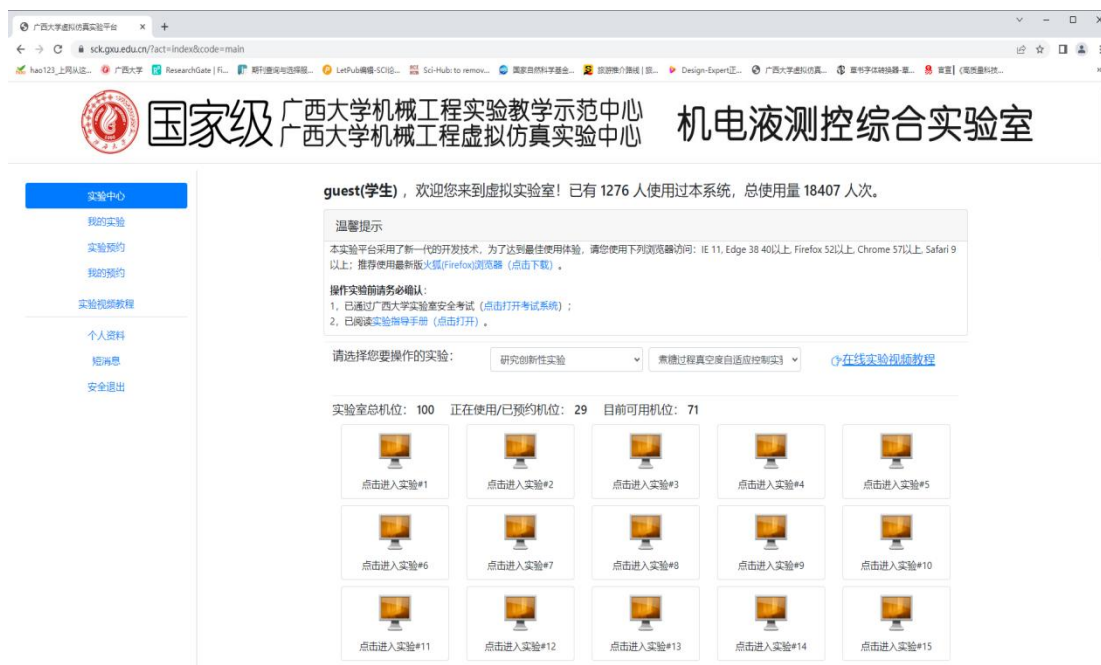 广西大学虚拟仿真实验平台
sck.gxu.edu.cn/?act=index&code=main
hao123_上网从这...
广西大学
ResearchGate | Fi...
期刊查询与选择服...
LetPub编辑-SCI论...
Sci-Hub: to remov...
国家自然科学基金...
旅游推介路线 | 旅...
Design-Expert正...
广西大学虚拟仿真...
草书字体转换器-草...
首页 | 《高质量科技...
国家级
广西大学机械工程实验教学示范中心
广西大学机械工程虚拟仿真实验中心
机电液测控综合实验室
实验中心
我的实验
实验预约
我的预约
实验视频教程
个人资料
短消息
安全退出
guest(学生) ，欢迎您来到虚拟实验室！已有 1276 人使用过本系统，总使用量 18407 人次。
温馨提示
本实验平台采用了新一代的开发技术，为了达到最佳使用体验，请您使用下列浏览器访问：IE 11, Edge 38 40以上, Firefox 52以上, Chrome 57以上, Safari 9
以上；推荐使用最新版火狐(Firefox)浏览器（点击下载）。
操作实验前请务必确认：
1，已通过广西大学实验室安全考试（点击打开考试系统）；
2，已阅读实验指导手册（点击打开）。
请选择您要操作的实验：
研究创新性实验
煮糖过程真空度自适应控制实
在线实验视频教程
实验室总机位： 100 正在使用/已预约机位： 29 目前可用机位： 71
点击进入实验#1
点击进入实验#2
点击进入实验#3
点击进入实验#4
点击进入实验#5
点击进入实验#6
点击进入实验#7
点击进入实验#8
点击进入实验#9
点击进入实验#10
点击进入实验#11
点击进入实验#12
点击进入实验#13
点击进入实验#14
点击进入实验#15